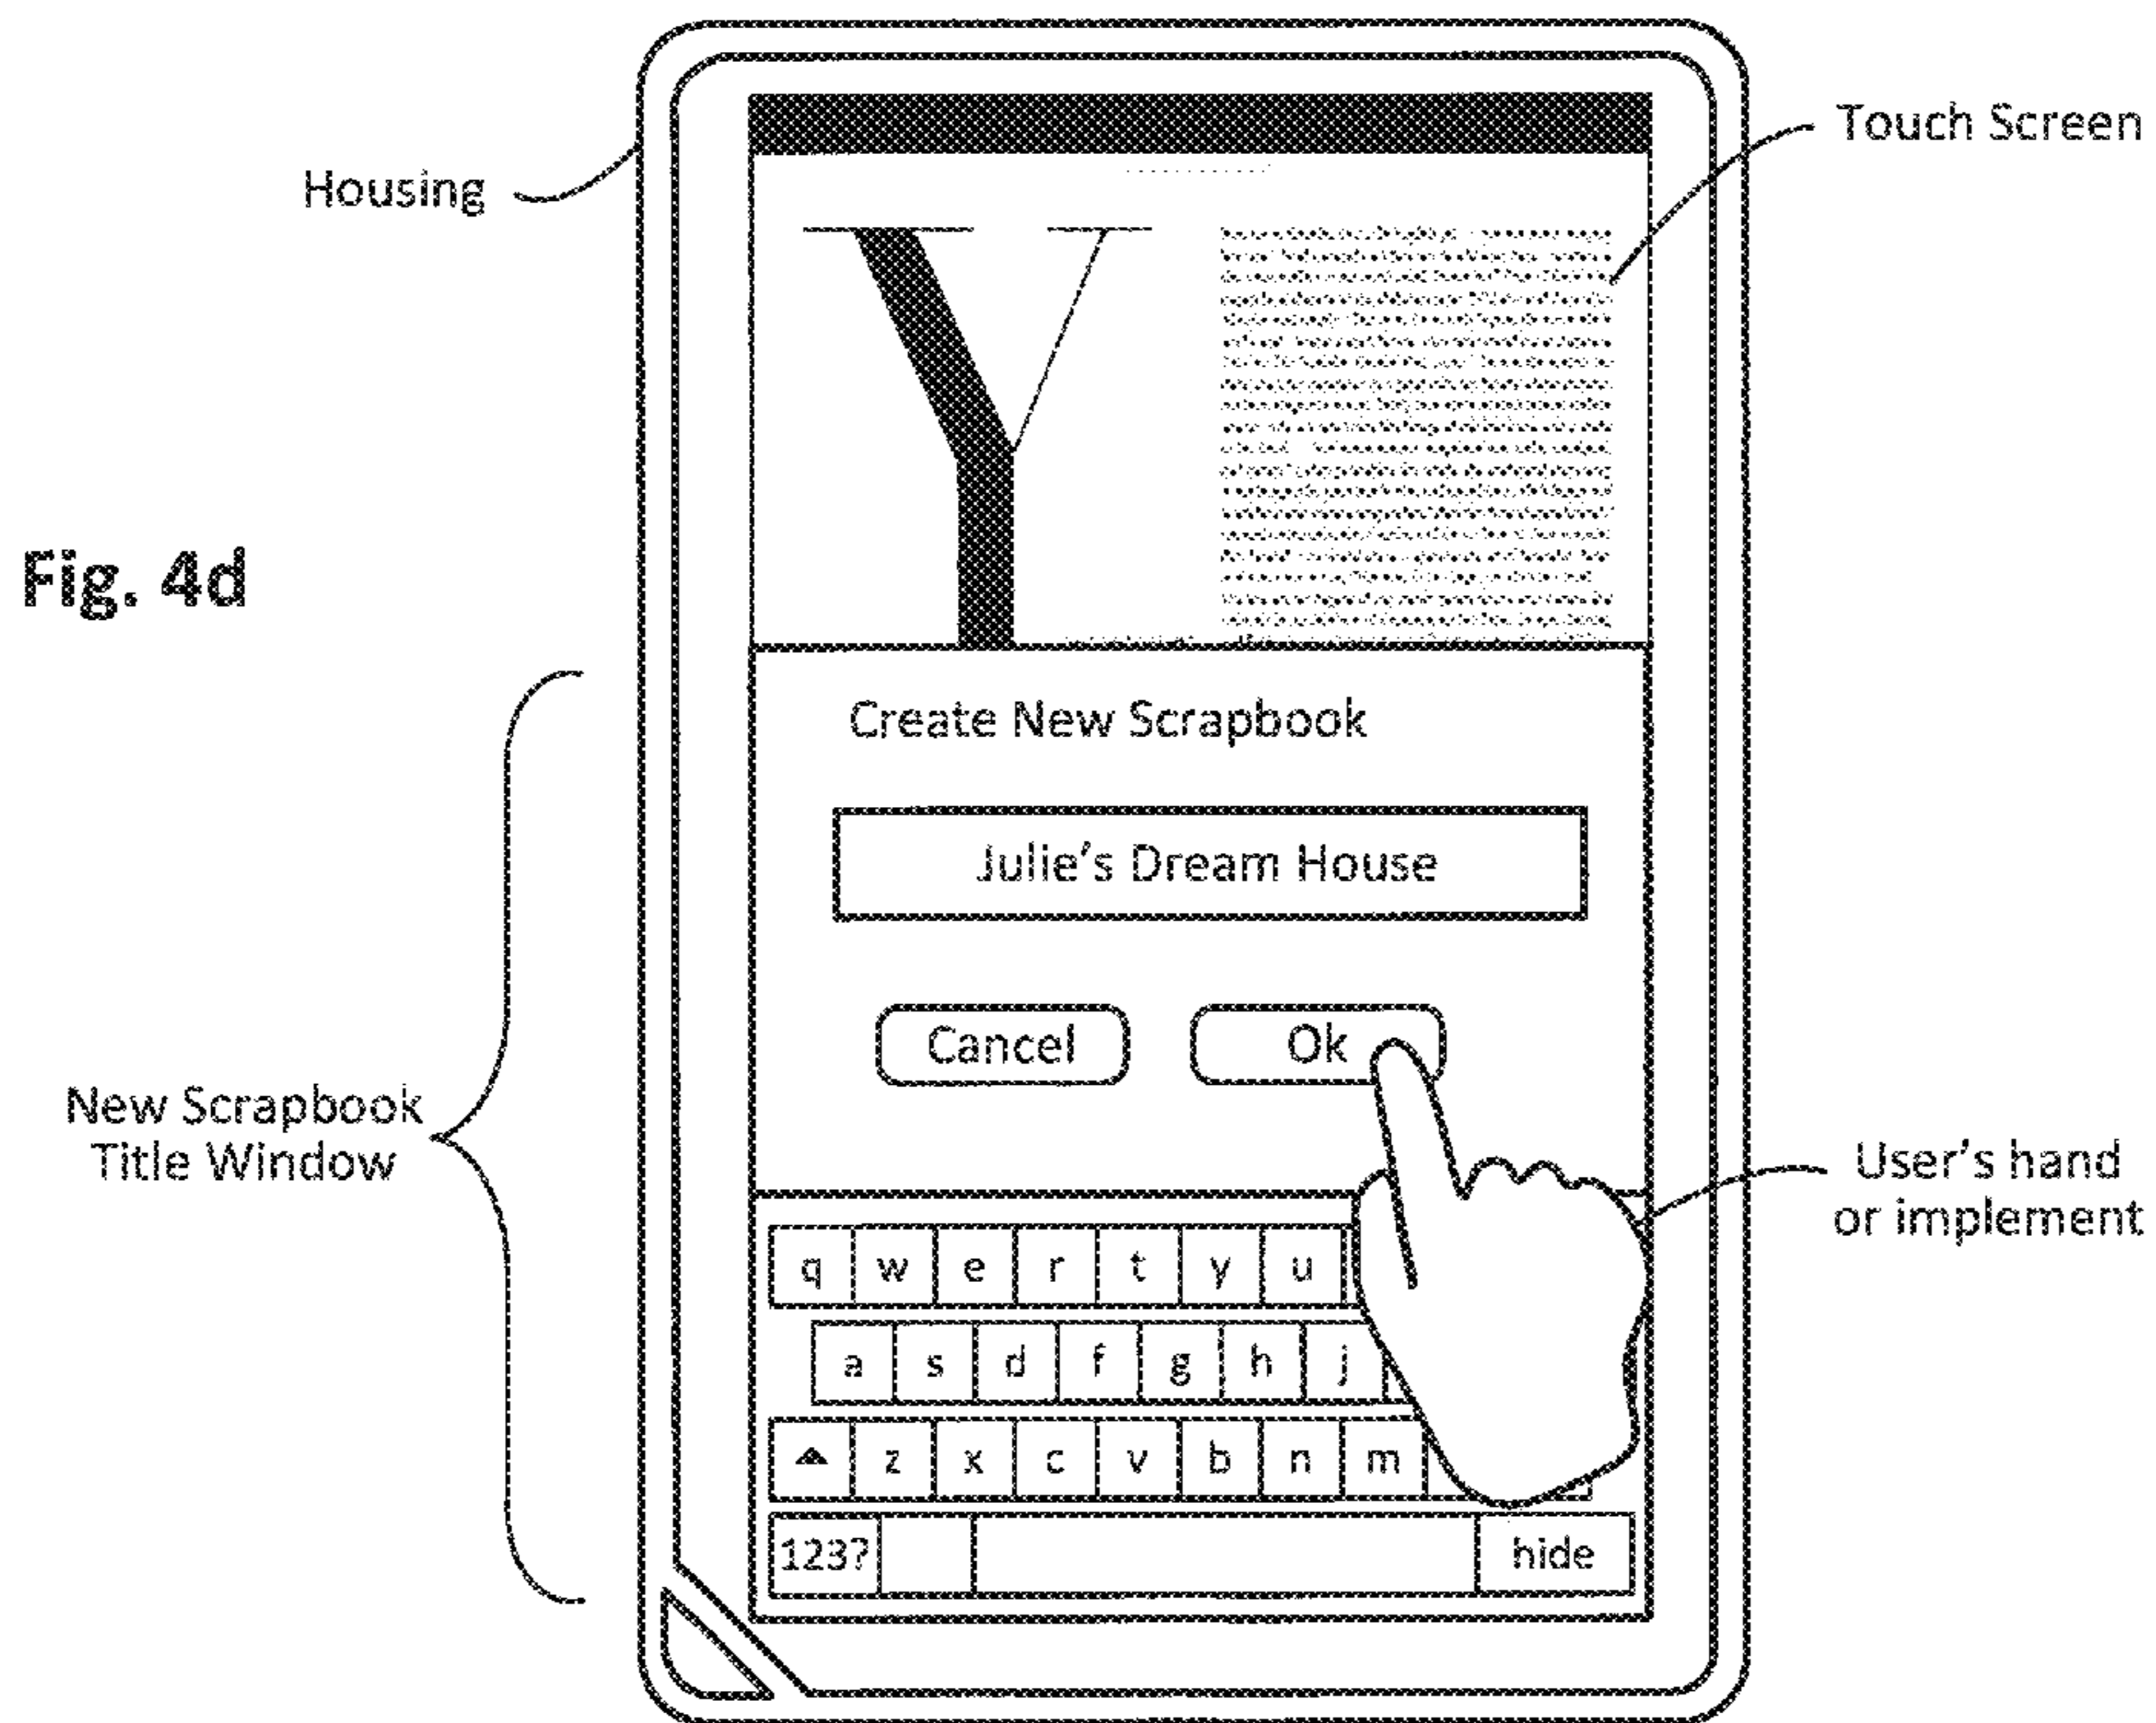 Touch Screen
Housing
Y
Fig. 4d
Create New Scrapbook
Julie's Dream House
Cancel
Ok
New Scrapbook
Title Window
User's hand
or implement
q w e r t y u
a s d f g h j
z x c v b n m
123?
hide